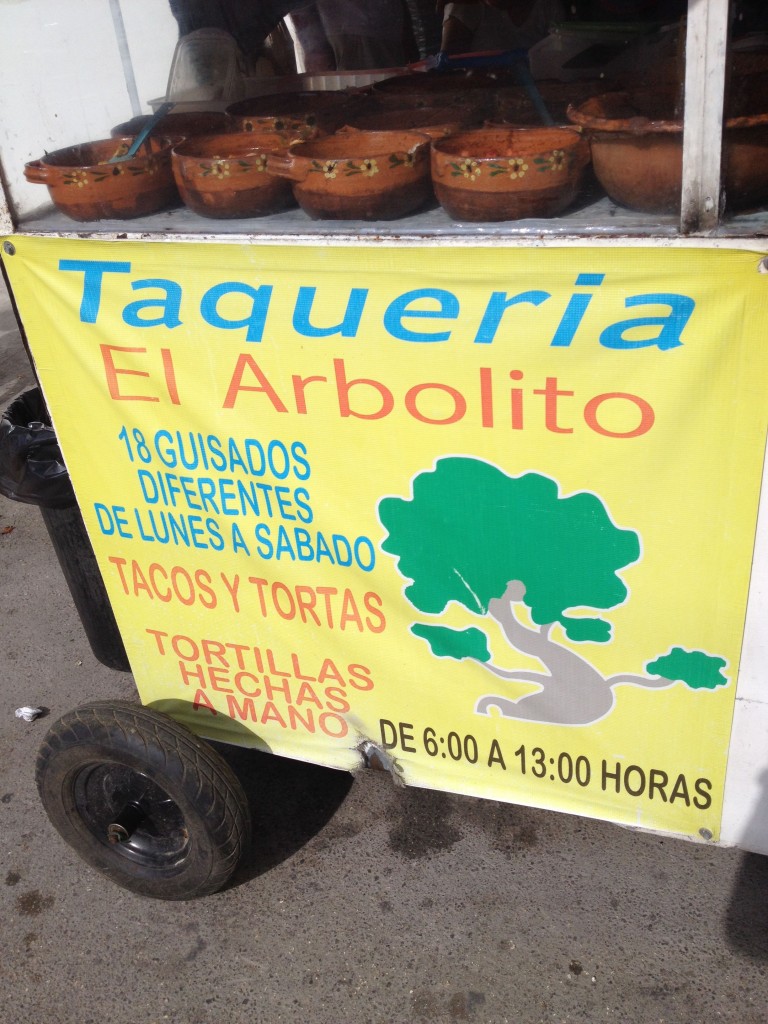 Taqueria
El Arbolito
18 GUISADOS
DIFERENTES
DE LUNES A SABADO
TACOS Y TORTAS
TORTILLAS
HECHAS
A MANO
DE 6:00 A 13:00 HORAS